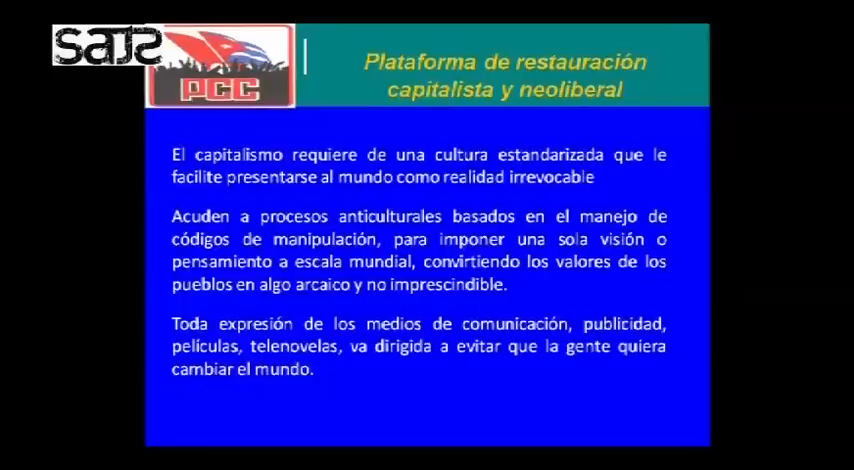 SATS
PCC
Plataforma de restauración
capitalista y neoliberal
El capitalismo requiere de una cultura estandarizada que le
facilite presentarse al mundo como realidad irrevocable
Acuden a procesos anticulturales basados en el manejo de
códigos de manipulación, para imponer una sola visión o
pensamiento a escala mundial, convirtiendo los valores de los
pueblos en algo arcaico y no imprescindible.
Toda expresión de los medios de comunicación, publicidad,
películas, telenovelas, va dirigida a evitar que la gente quiera
cambiar el mundo.